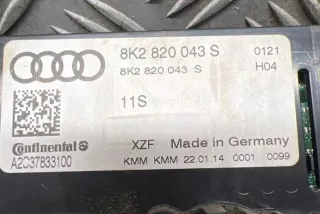 8K2 820 043 S 0121
8K2 820 043 S H04
11S
Continental XZF Made in Germany
A2C37833100 KMM KMM 22.01.14 0001 0099